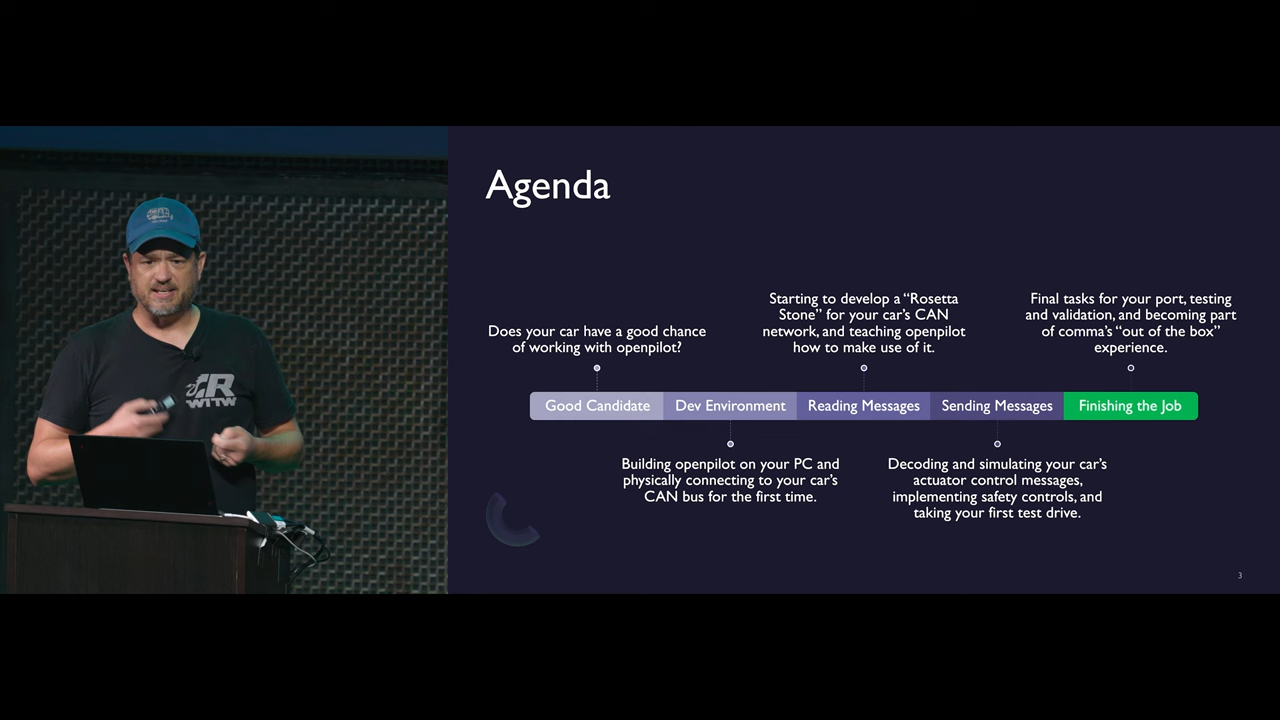 Agenda
Starting to develop a “Rosetta
Stone” for your car’s CAN
network, and teaching openpilot
how to make use of it.
Final tasks for your port, testing
and validation, and becoming part
of comma’s “out of the box”
experience.
Does your car have a good chance
of working with openpilot?
Good Candidate
Dev Environment
Reading Messages
Sending Messages
Finishing the Job
Building openpilot on your PC and
physically connecting to your car’s
CAN bus for the first time.
Decoding and simulating your car’s
actuator control messages,
implementing safety controls, and
taking your first test drive.
3